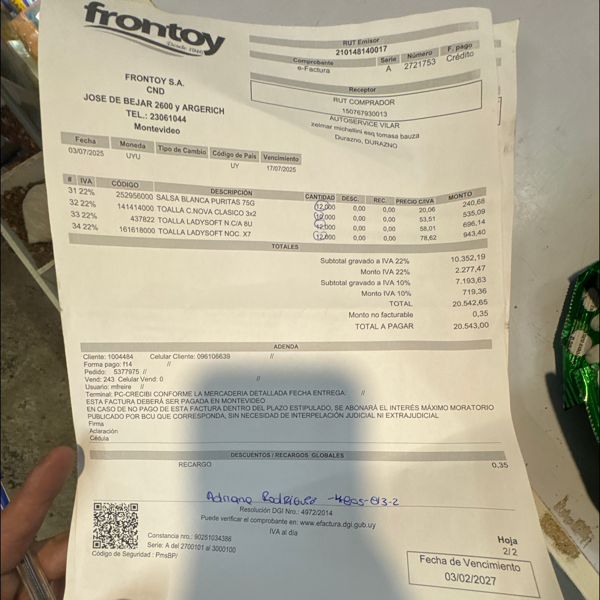 frontoy
Desde 1940
RUT Emisor
210148140017
Comprobante Serie Número F. pago
e-Factura A 2721753 Crédito
FRONTOY S.A.
CND
JOSE DE BEJAR 2600 y ARGERICH
TEL.: 23061044
Montevideo
Receptor
RUT COMPRADOR
150767930013
AUTOSERVICE VILAR
zelmar michellini esq tomasa bauza
Durazno, DURAZNO
Fecha Moneda Tipo de Cambio Código de País Vencimiento
03/07/2025 UYU UY 17/07/2025
# IVA CÓDIGO DESCRIPCIÓN CANTIDAD DESC. REC. PRECIO C/IVA MONTO
31 22% 252956000 SALSA BLANCA PURITAS 75G 12,000 0,00 0,00 20,06 240,68
32 22% 141414000 TOALLA C.NOVA CLASICO 3x2 10,000 0,00 0,00 53,51 535,09
33 22% 437822 TOALLA LADYSOFT N C/A 8U 12,000 0,00 0,00 58,01 696,14
34 22% 161618000 TOALLA LADYSOFT NOC. X7 12,000 0,00 0,00 78,62 943,40
TOTALES
Subtotal gravado a IVA 22% 10.352,19
Monto IVA 22% 2.277,47
Subtotal gravado a IVA 10% 7.193,63
Monto IVA 10% 719,36
TOTAL 20.542,65
Monto no facturable 0,35
TOTAL A PAGAR 20.543,00
ADENDA
Cliente: 1004484 Celular Cliente: 096106639 //
Forma pago: f14 //
Pedido: 5377975 //
Vend: 243 Celular Vend: 0 //
Usuario: mfreire //
Terminal: PC-CRECIBI CONFORME LA MERCADERIA DETALLADA FECHA ENTREGA: //
ESTA FACTURA DEBERÁ SER PAGADA EN MONTEVIDEO
EN CASO DE NO PAGO DE ESTA FACTURA DENTRO DEL PLAZO ESTIPULADO, SE ABONARÁ EL INTERÉS MÁXIMO MORATORIO
PUBLICADO POR BCU QUE CORRESPONDA, SIN NECESIDAD DE INTERPELACIÓN JUDICIAL NI EXTRAJUDICIAL
Firma
Aclaración
Cédula
DESCUENTOS / RECARGOS GLOBALES
RECARGO 0,35
Adriana Rodríguez
Resolución DGI Nro.: 4972/2014
Puede verificar el comprobante en: www.efactura.dgi.gub.uy
IVA al día
Constancia nro.: 90251034386
Serie: A del 2700101 al 3000100
Código de Seguridad : PmsBP/
Hoja
2/2
Fecha de Vencimiento
03/02/2027